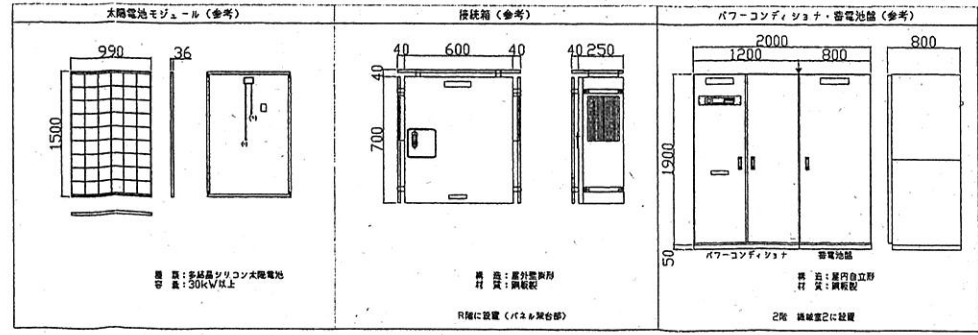 太陽電池モジュール (参考)
990
36
1500
種 類:多結晶シリコン太陽電池
容 量:30kW以上
接続箱 (参考)
40 600 40
40 250
40
700
構 造:屋外壁掛形
材 質:鋼板製
R階に設置 (パネル架台部)
パワーコンディショナ・蓄電池盤 (参考)
2000
1200 800
800
1900
50
パワーコンディショナ 蓄電池盤
構 造:屋内自立形
材 質:鋼板製
2階 機械室2に設置